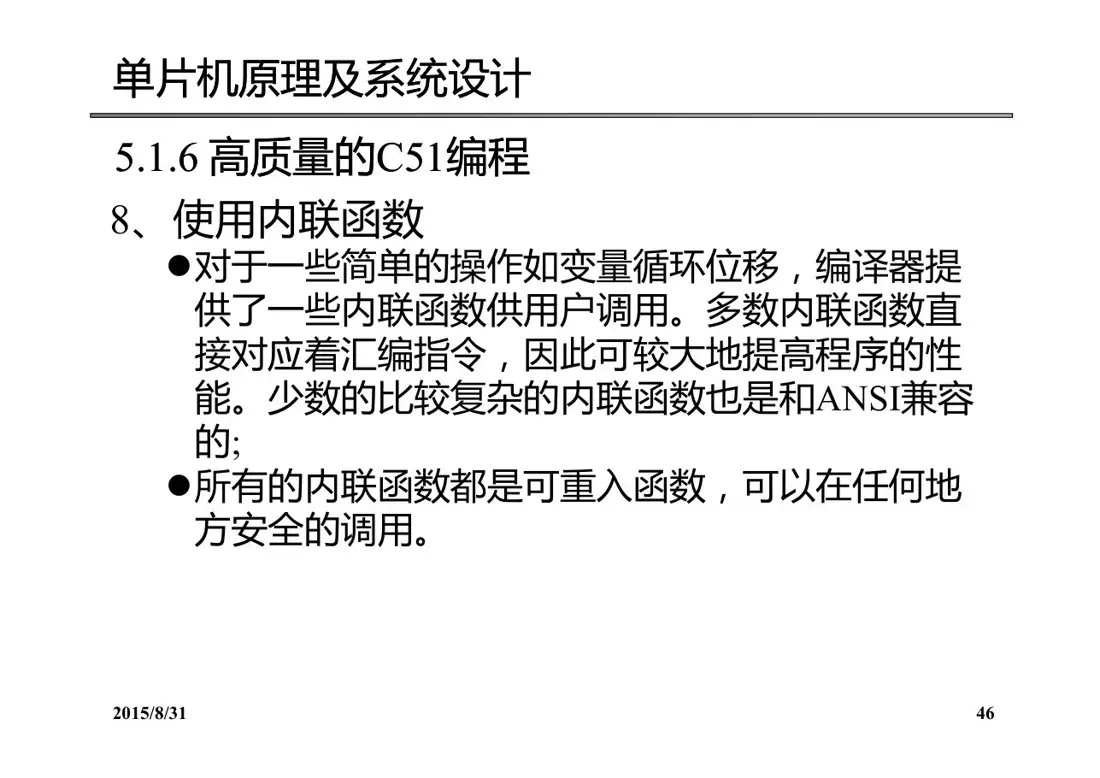 单片机原理及系统设计
5.1.6 高质量的C51编程
8、使用内联函数
●对于一些简单的操作如变量循环位移，编译器提
供了一些内联函数供用户调用。多数内联函数直
接对应着汇编指令，因此可较大地提高程序的性
能。少数的比较复杂的内联函数也是和ANSI兼容
的;
●所有的内联函数都是可重入函数，可以在任何地
方安全的调用。
2015/8/31
46